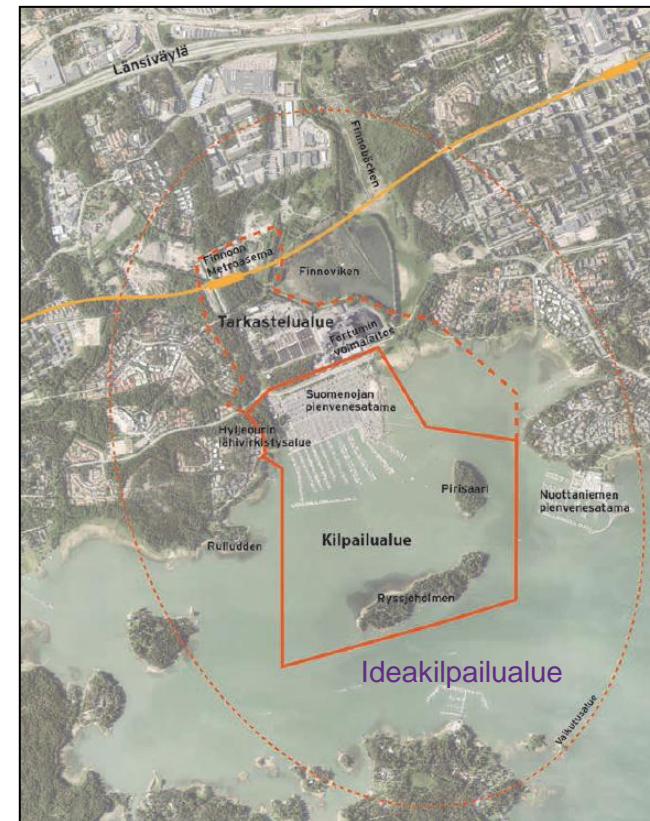 Länsiväylä
Finnobäcken
Finnoon
Metroasema
Finnoviken
Tarkastelualue
Fortumin
voimalaitos
Suomenojan
pienvenesatama
Hyljeourin
lähivirkistysalue
Pirisaari
Nuottaniemen
pienvenesatama
Rulludden
Kilpailualue
Ryssjeholmen
Ideakilpailualue
Vaikutusalue